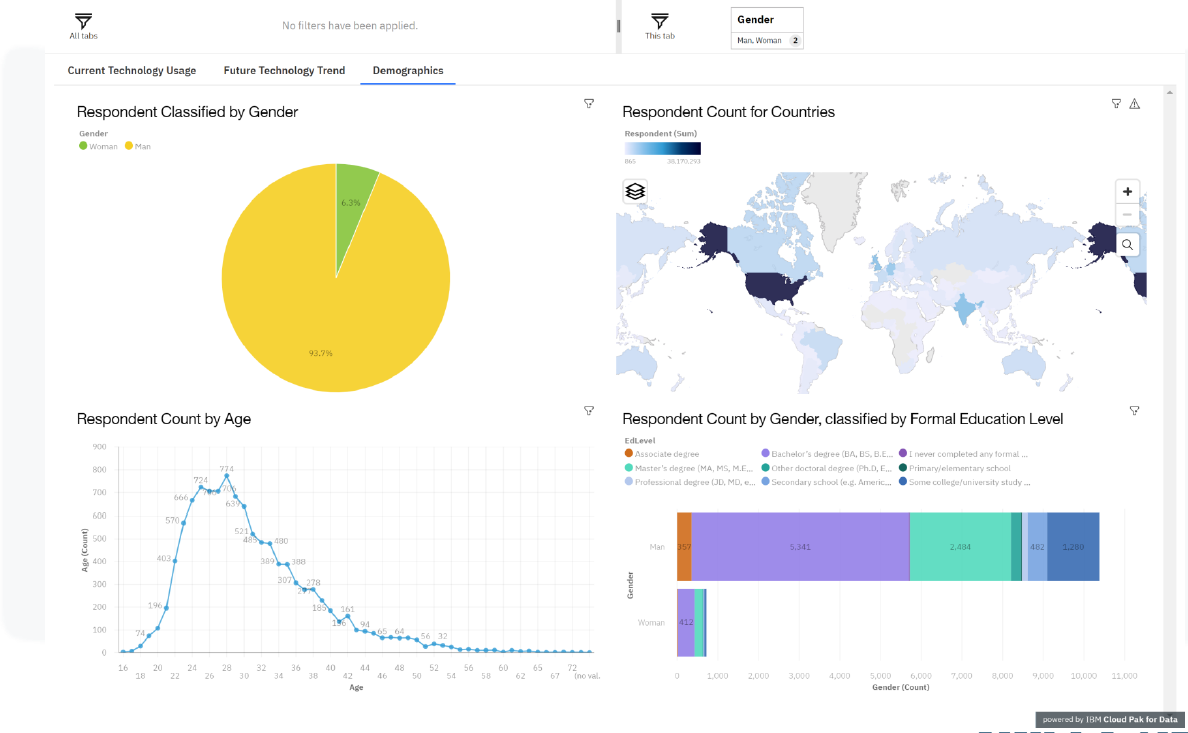 All tabs
No filters have been applied.
This tab
Gender
Man, Woman 2
Current Technology Usage Future Technology Trend Demographics
Respondent Classified by Gender
Gender
Woman Man
6.3%
93.7%
Respondent Count for Countries
Respondent (Sum)
865 38,170,293
Respondent Count by Age
Age (Count)
900
800
700
600
500
400
300
200
100
0
74
196
403
570
666
724
774
639
521
480
389
388
307
278
185
161
94
65
64
56
32
16 20 24 28 32 36 40 44 48 52 56 60 65 72
18 22 26 30 34 38 42 46 50 54 58 62 67 (no val.
Age
Respondent Count by Gender, classified by Formal Education Level
EdLevel
Associate degree Bachelor's degree (BA, BS, B.E... I never completed any formal ...
Master's degree (MA, MS, M.E... Other doctoral degree (Ph.D, E... Primary/elementary school
Professional degree (JD, MD, e... Secondary school (e.g. Americ... Some college/university study ...
Gender
Man
357 5,341 2,484 482 1,280
Woman
412
0 1,000 2,000 3,000 4,000 5,000 6,000 7,000 8,000 9,000 10,000 11,000
Gender (Count)
powered by IBM Cloud Pak for Data